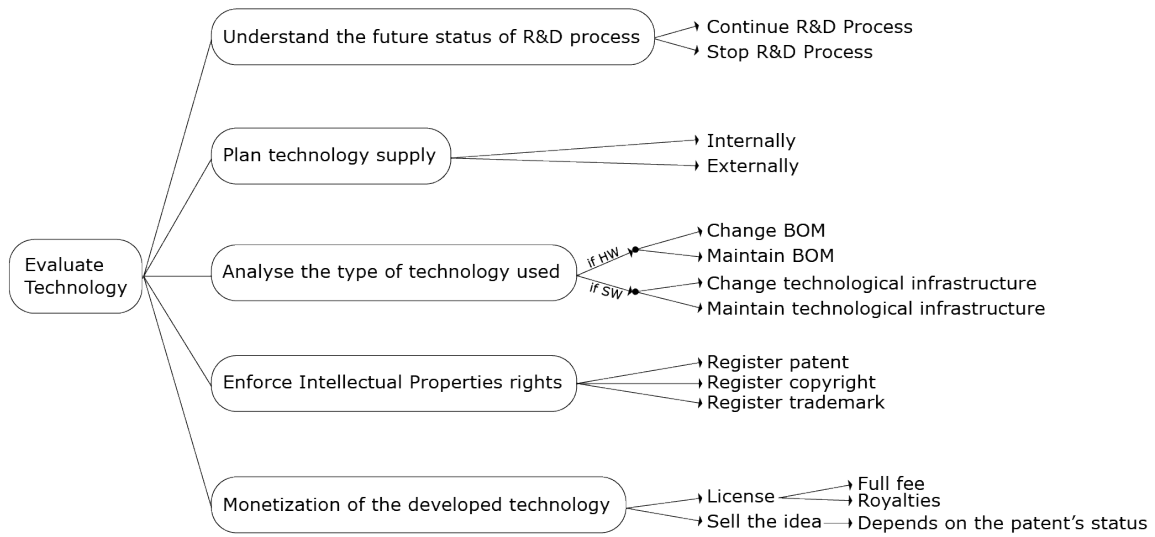 Understand the future status of R&D process
Continue R&D Process
Stop R&D Process
Plan technology supply
Internally
Externally
Evaluate
Technology
Analyse the type of technology used
if HW
Change BOM
Maintain BOM
if SW
Change technological infrastructure
Maintain technological infrastructure
Enforce Intellectual Properties rights
Register patent
Register copyright
Register trademark
Monetization of the developed technology
License
Full fee
Royalties
Sell the idea
Depends on the patent’s status